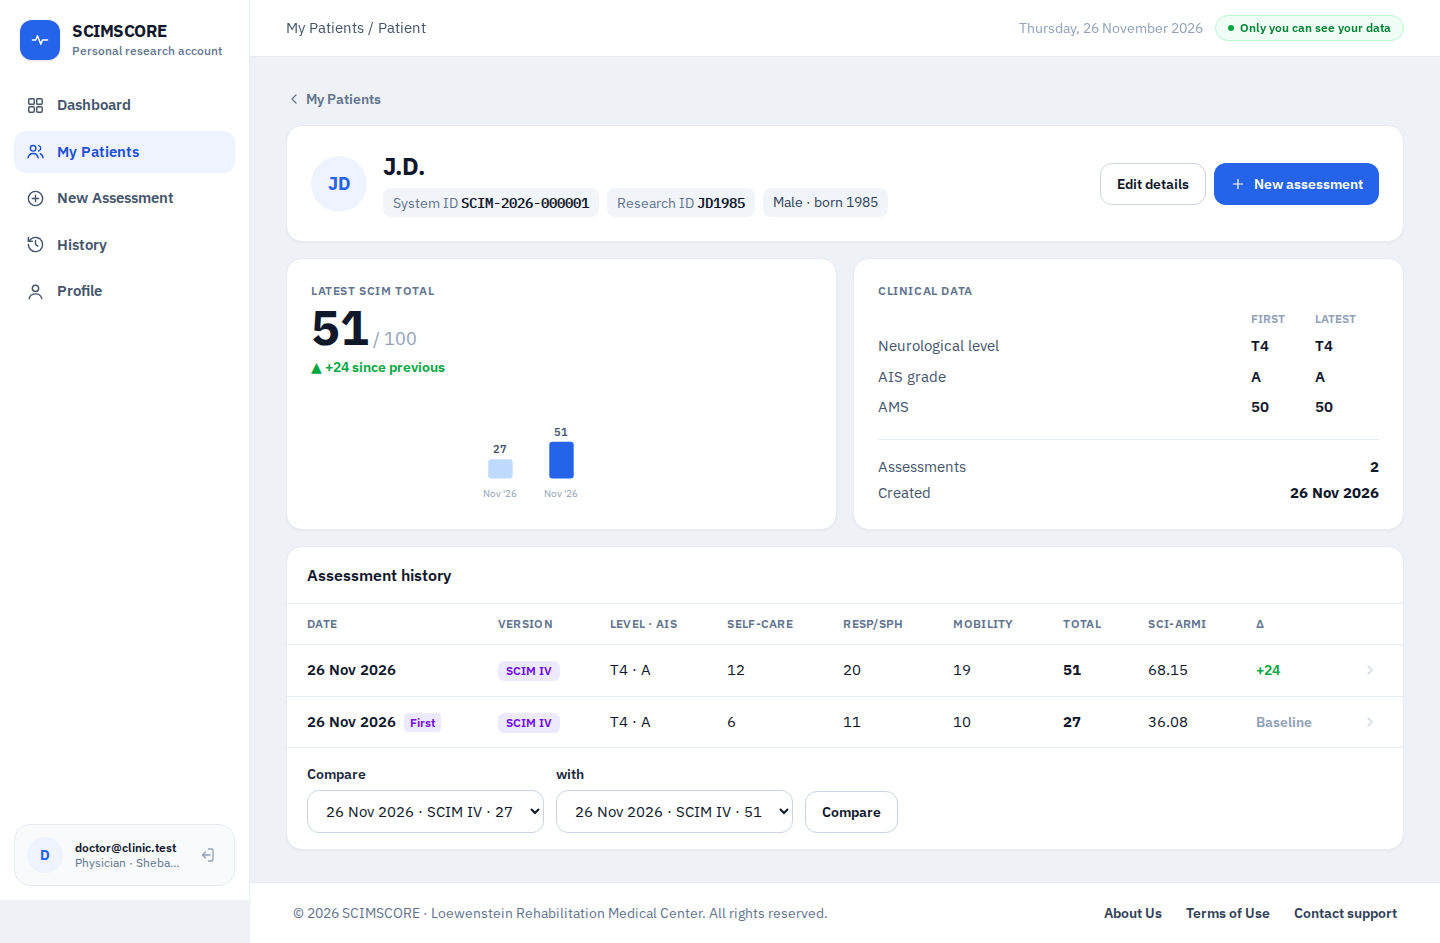 SCIMSCORE
Personal research account
Dashboard
My Patients
New Assessment
History
Profile
D
doctor@clinic.test
Physician · Sheba...
My Patients / Patient
Thursday, 26 November 2026
Only you can see your data
My Patients
JD
J.D.
System ID SCIM-2026-000001
Research ID JD1985
Male · born 1985
Edit details
New assessment
LATEST SCIM TOTAL
51 / 100
▲ +24 since previous
27
51
Nov '26
Nov '26
CLINICAL DATA
FIRST LATEST
Neurological level T4 T4
AIS grade A A
AMS 50 50
Assessments 2
Created 26 Nov 2026
Assessment history
DATE VERSION LEVEL · AIS SELF-CARE RESP/SPH MOBILITY TOTAL SCI-ARMI Δ
26 Nov 2026 SCIM IV T4 · A 12 20 19 51 68.15 +24
26 Nov 2026 First SCIM IV T4 · A 6 11 10 27 36.08 Baseline
Compare with
26 Nov 2026 · SCIM IV · 27 26 Nov 2026 · SCIM IV · 51 Compare
© 2026 SCIMSCORE · Loewenstein Rehabilitation Medical Center. All rights reserved.
About Us Terms of Use Contact support